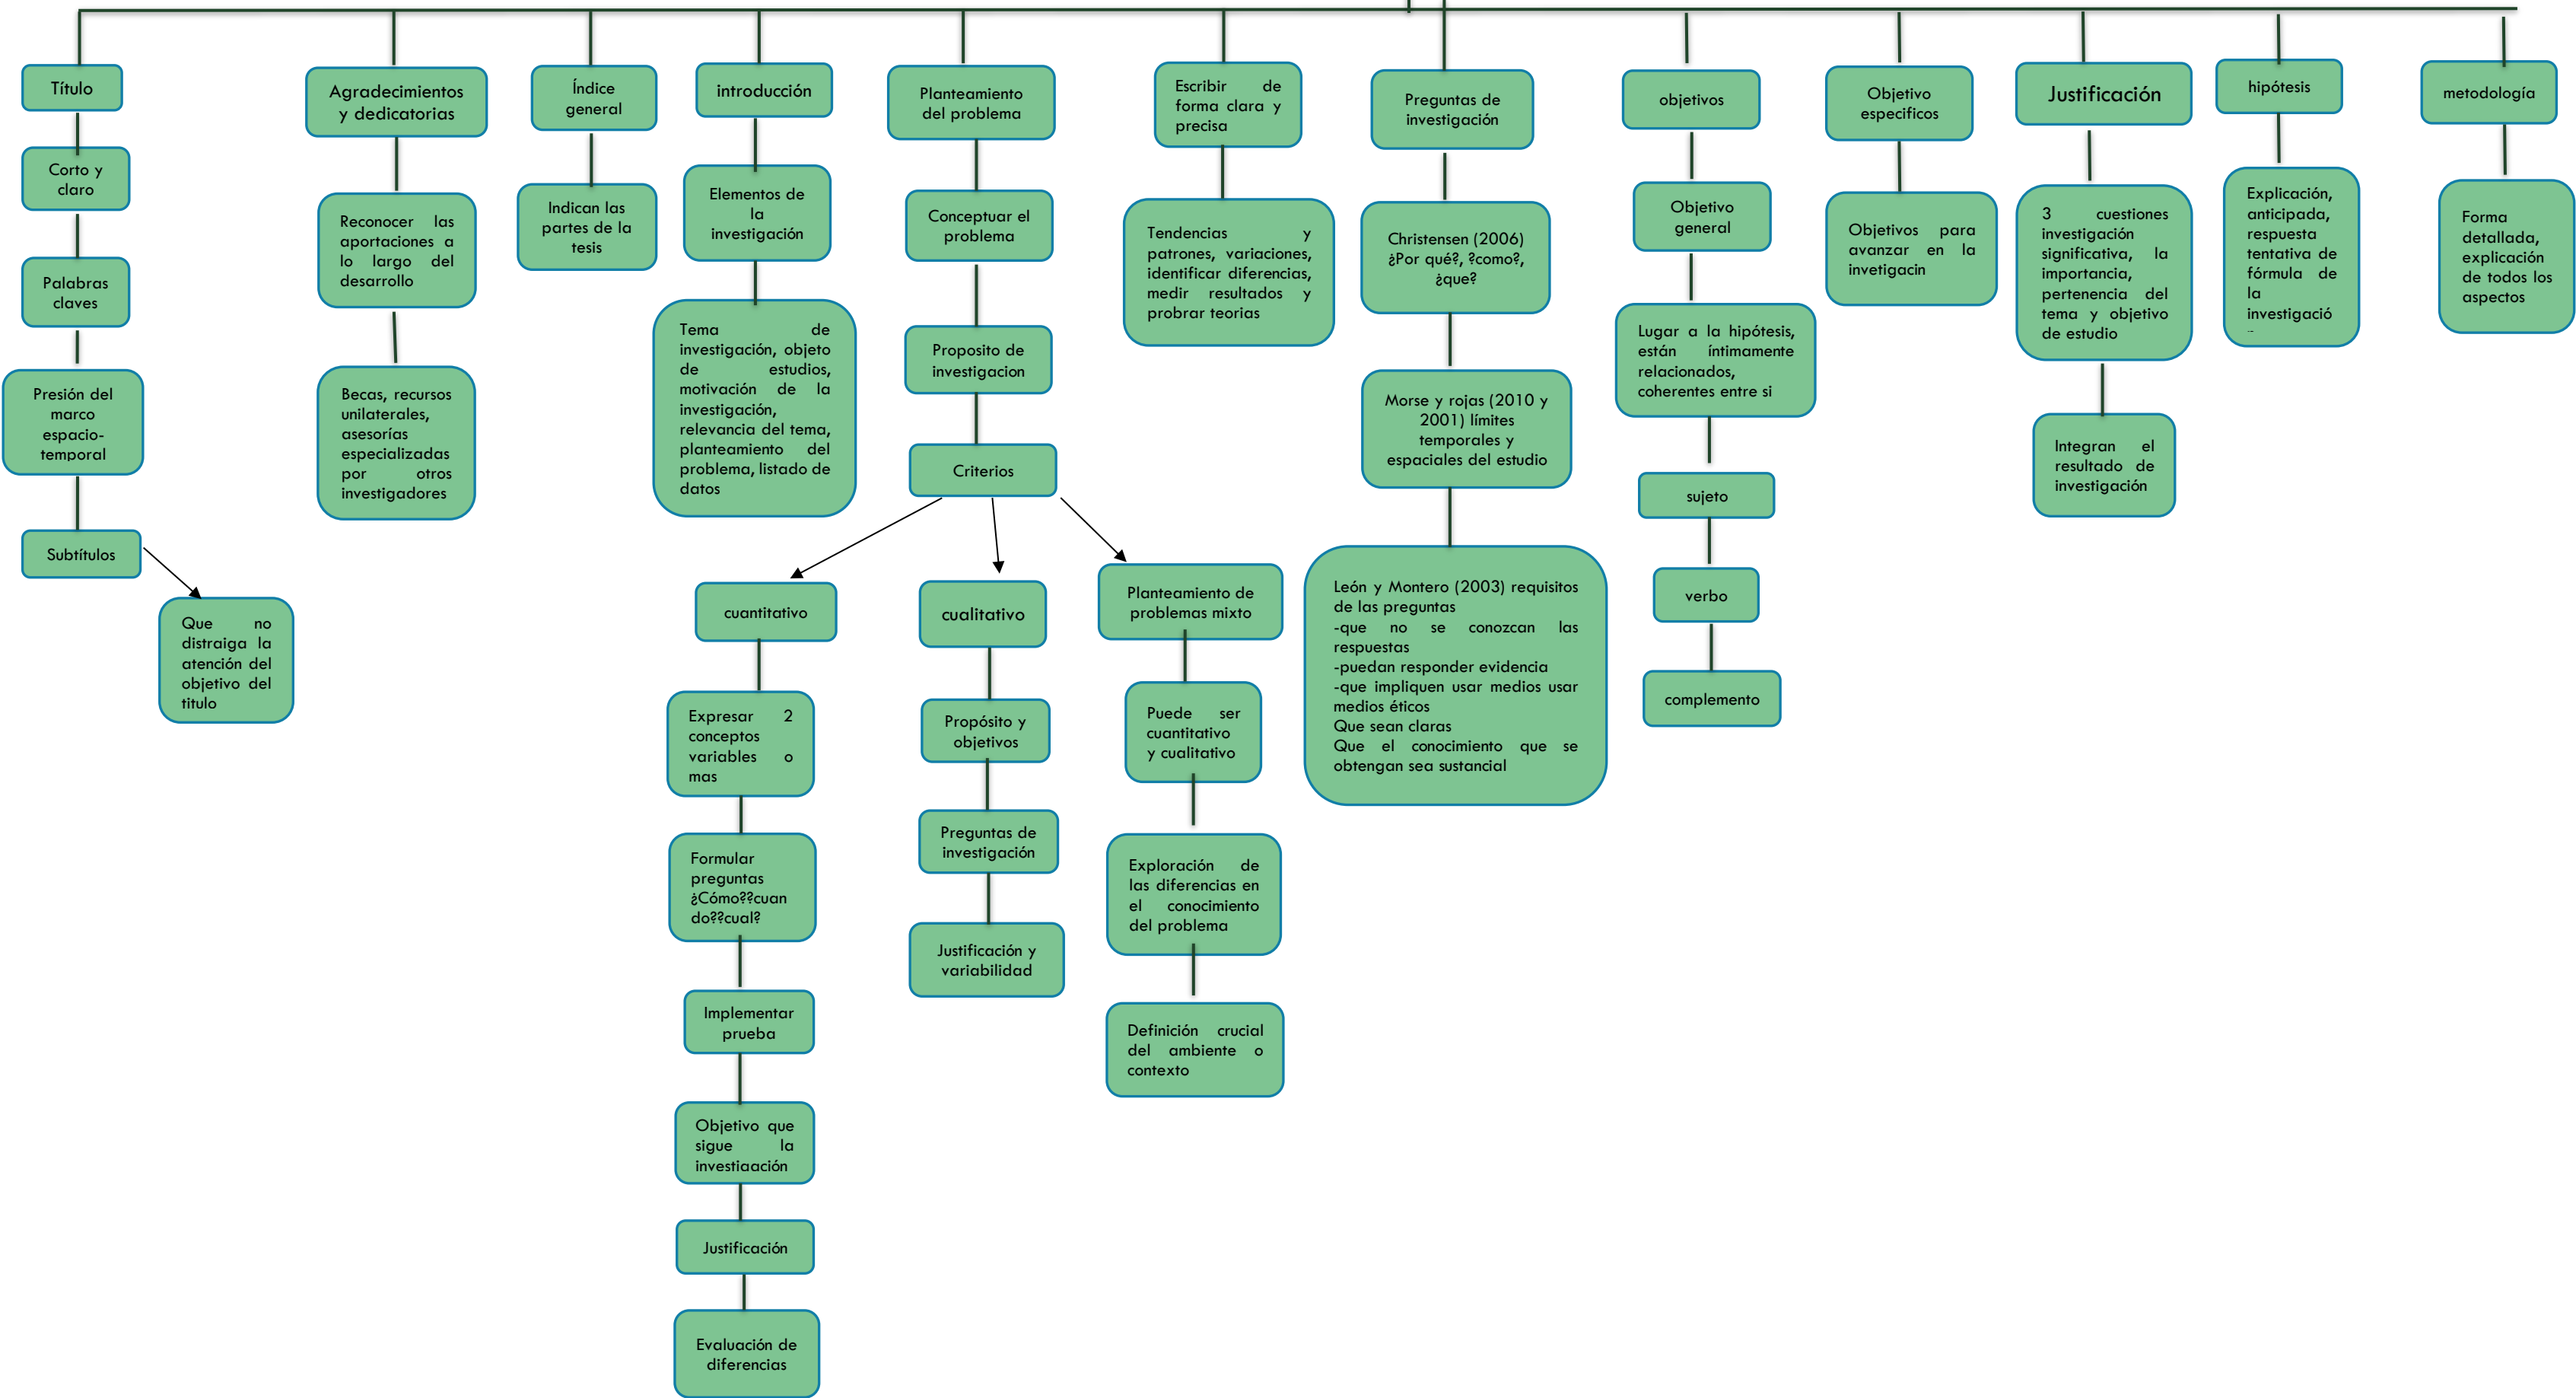 Título
Corto y
claro
Palabras
claves
Presión del
marco
espacio-
temporal
Subtítulos
Que no
distraiga la
atención del
objetivo del
titulo
Agradecimientos
y dedicatorias
Reconocer las
aportaciones a
lo largo del
desarrollo
Becas, recursos
unilaterales,
asesorías
especializadas
por otros
investigadores
Índice
general
Indican las
partes de la
tesis
introducción
Elementos de
la
investigación
Tema de
investigación, objeto
de estudios,
motivación de la
investigación,
relevancia del tema,
planteamiento del
problema, listado de
datos
Planteamiento
del problema
Conceptuar el
problema
Proposito de
investigacion
Criterios
cuantitativo
Expresar 2
conceptos
variables o
mas
Formular
preguntas
¿Cómo??cuan
do??cual?
Implementar
prueba
Objetivo que
sigue la
investigación
Justificación
Evaluación de
diferencias
cualitativo
Propósito y
objetivos
Preguntas de
investigación
Justificación y
variabilidad
Planteamiento de
problemas mixto
Puede ser
cuantitativo
y cualitativo
Exploración de
las diferencias en
el conocimiento
del problema
Definición crucial
del ambiente o
contexto
Escribir de
forma clara y
precisa
Tendencias y
patrones, variaciones,
identificar diferencias,
medir resultados y
probrar teorias
Preguntas de
investigación
Christensen (2006)
¿Por qué?, ?como?,
¿que?
Morse y rojas (2010 y
2001) límites
temporales y
espaciales del estudio
León y Montero (2003) requisitos
de las preguntas
-que no se conozcan las
respuestas
-puedan responder evidencia
-que impliquen usar medios usar
medios éticos
Que sean claras
Que el conocimiento que se
obtengan sea sustancial
objetivos
Objetivo
general
Lugar a la hipótesis,
están íntimamente
relacionados,
coherentes entre si
sujeto
verbo
complemento
Objetivo
especificos
Objetivos para
avanzar en la
invetigacin
Justificación
3 cuestiones
investigación
significativa, la
importancia,
pertenencia del
tema y objetivo
de estudio
Integran el
resultado de
investigación
hipótesis
Explicación,
anticipada,
respuesta
tentativa de
fórmula de
la
investigació
metodología
Forma
detallada,
explicación
de todos los
aspectos